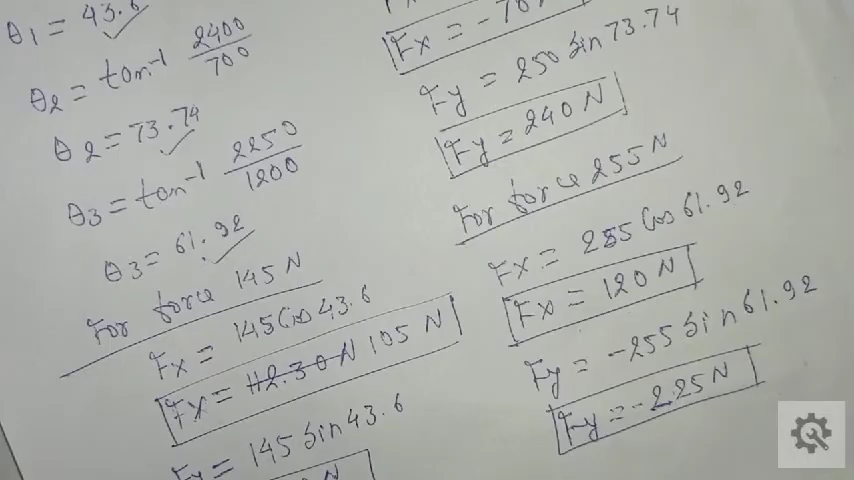 θ1 = 43.6
θ2 = tan-1 2400/700
θ2 = 73.74
θ3 = tan-1 2250/1200
θ3 = 61.92
For force 145 N
Fx = 145 Cos 43.6
Fx = 112.30 N 105 N
Fy = 145 Sin 43.6
N
Fx = -70
Fy = 250 Sin 73.74
Fy = 240 N
For force 255 N
Fx = 255 Cos 61.92
Fx = 120 N
Fy = -255 Sin 61.92
Fy = -225 N